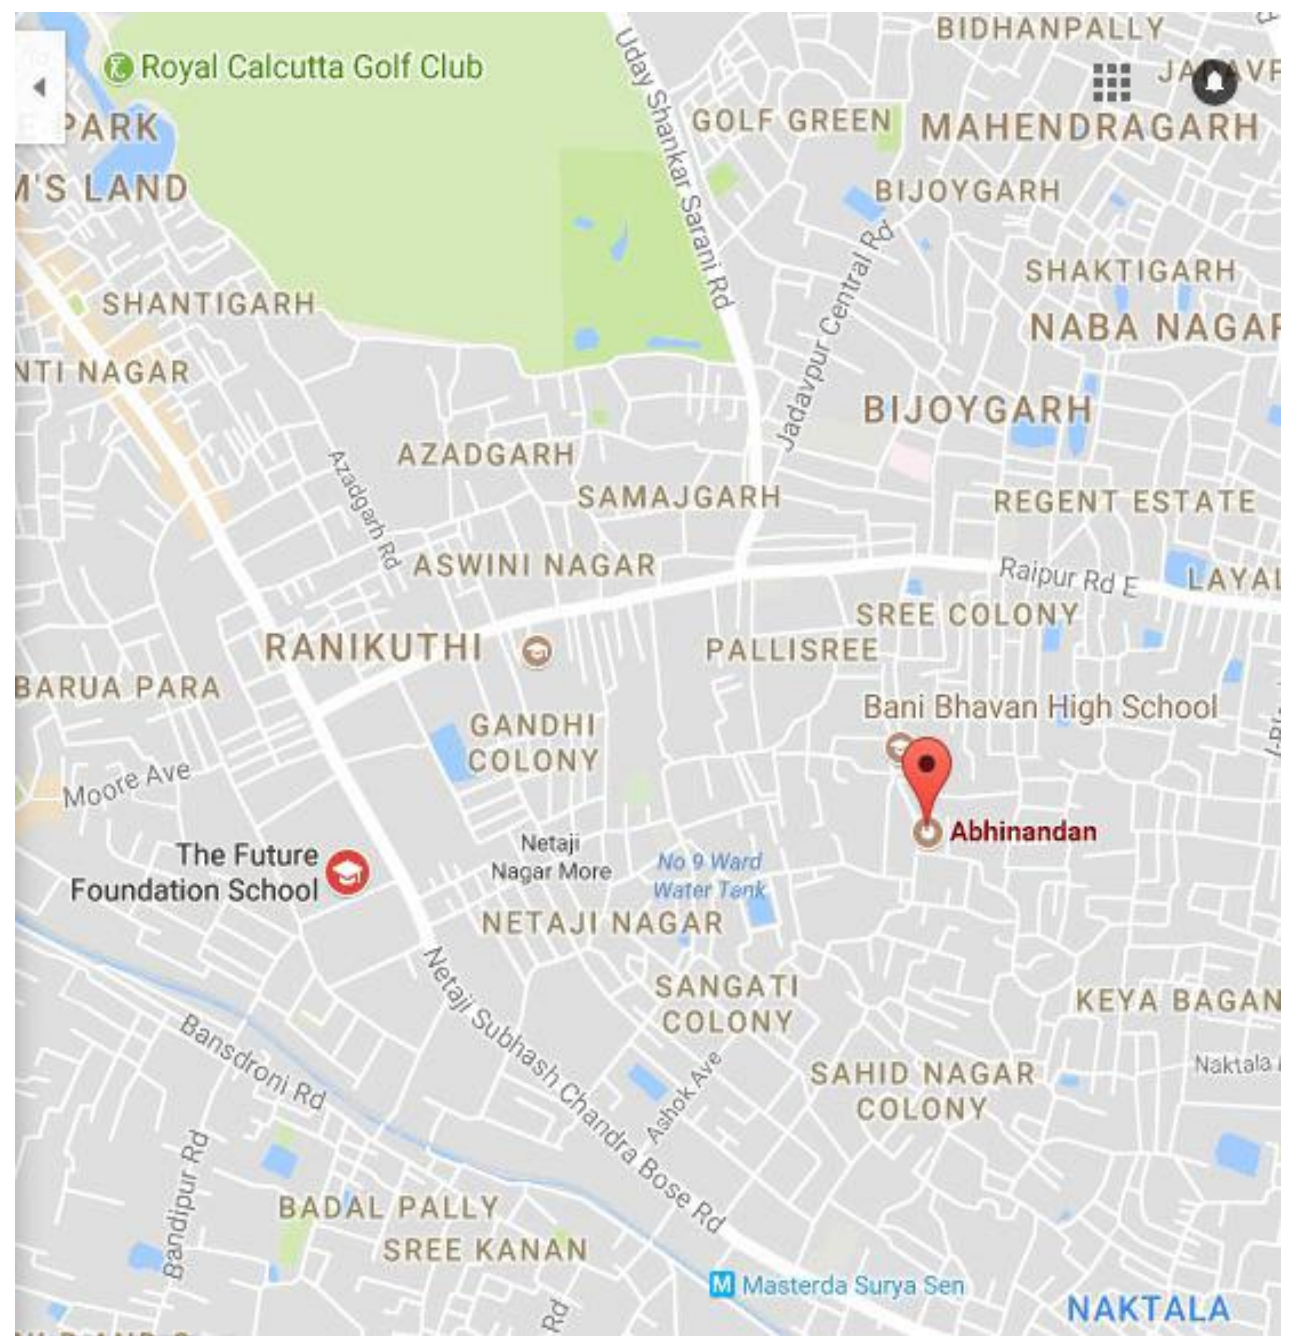 BIDHANPALLY
Royal Calcutta Golf Club
Uday Shankar Sarani Rd
GOLF GREEN
MAHENDRAGARH
PARK
M'S LAND
BIJOYGARH
Jadavpur Central Rd
SHAKTIGARH
SHANTIGARH
NABA NAGAR
NTI NAGAR
BIJOYGARH
AZADGARH
Azadgarh Rd
SAMAJGARH
REGENT ESTATE
ASWINI NAGAR
Raipur Rd E
LAYAL
SREE COLONY
RANIKUTHI
PALLISREE
BARUA PARA
Bani Bhavan High School
GANDHI
COLONY
Moore Ave
Abhinandan
The Future
Foundation School
Netaji
Nagar More
No 9 Ward
Water Tank
NETAJI NAGAR
Netaji Subhash Chandra Bose Rd
SANGATI
COLONY
KEYA BAGAN
Bansdroni Rd
Ashok Ave
SAHID NAGAR
COLONY
Naktala
Bandipur Rd
BADAL PALLY
SREE KANAN
Masterda Surya Sen
NAKTALA
Rd